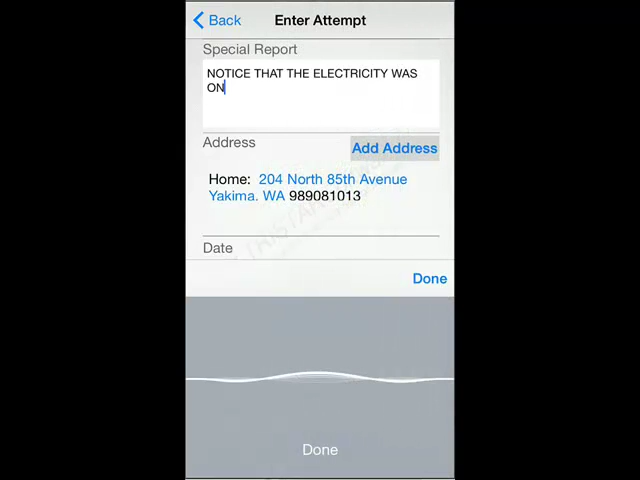 Back
Enter Attempt
Special Report
NOTICE THAT THE ELECTRICITY WAS
ON
Address
Add Address
Home: 204 North 85th Avenue
Yakima. WA 989081013
Date
Done
Done